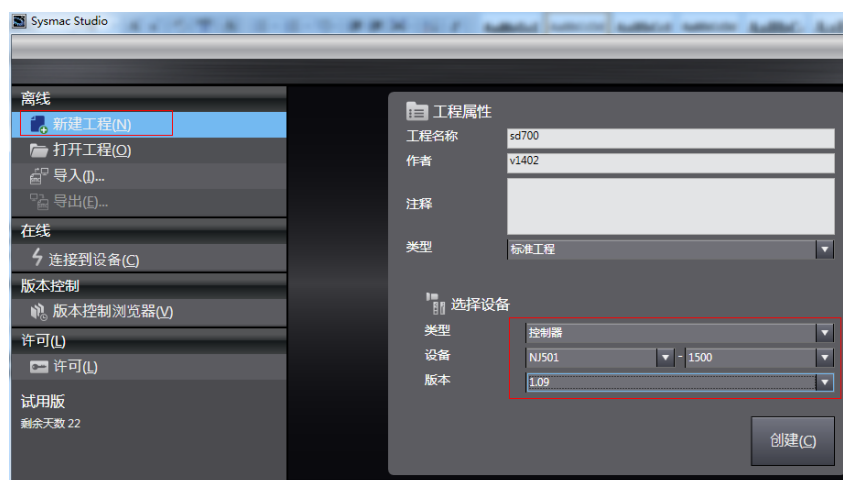 Sysmac Studio
离线
新建工程(N)
打开工程(O)
导入(I)...
导出(E)...
在线
连接到设备(C)
版本控制
版本控制浏览器(V)
许可(L)
许可(L)
试用版
剩余天数 22
工程属性
工程名称 sd700
作者 v1402
注释
类型 标准工程
选择设备
类型 控制器
设备 NJ501 - 1500
版本 1.09
创建(C)